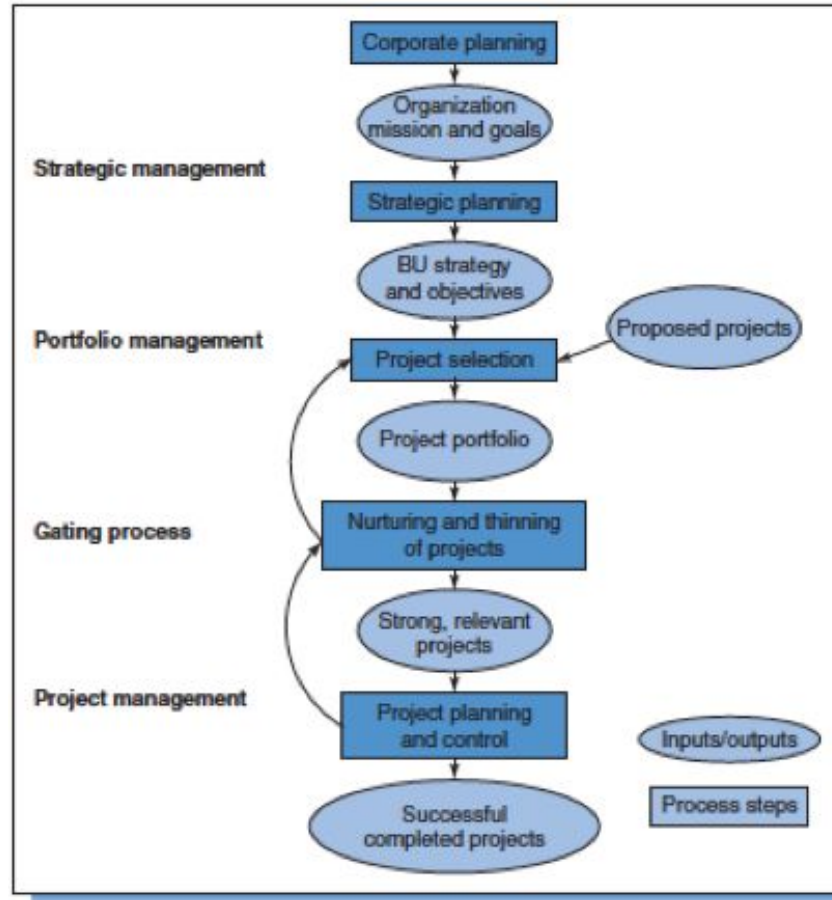 Corporate planning
Organization
mission and goals
Strategic management
Strategic planning
BU strategy
and objectives
Proposed projects
Portfolio management
Project selection
Project portfolio
Gating process
Nurturing and thinning
of projects
Strong, relevant
projects
Project management
Project planning
and control
Inputs/outputs
Process steps
Successful
completed projects